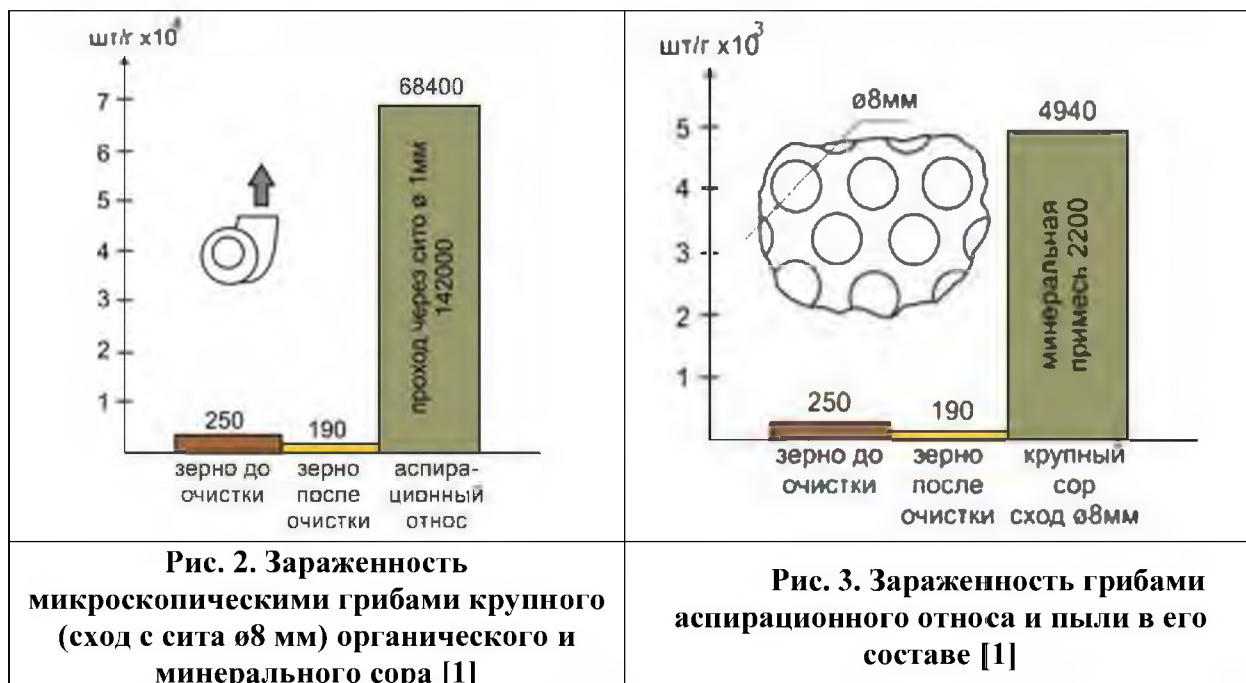 шт/г х10⁴
7
6
5
4
3
2
1
68400
проход через сито ø 1мм
142000
250
190
зерно до
очистки
зерно
после
очистки
аспира-
ционный
относ
шт/г х10³
5
4
3
2
1
ø8мм
4940
минеральная
примесь 2200
250
190
зерно до
очистки
зерно
после
очистки
крупный
сор
сход ø8мм
Рис. 2. Зараженность
микроскопическими грибами крупного
(сход с сита ø8 мм) органического и
минерального сора [1]
Рис. 3. Зараженность грибами
аспирационного относа и пыли в его
составе [1]